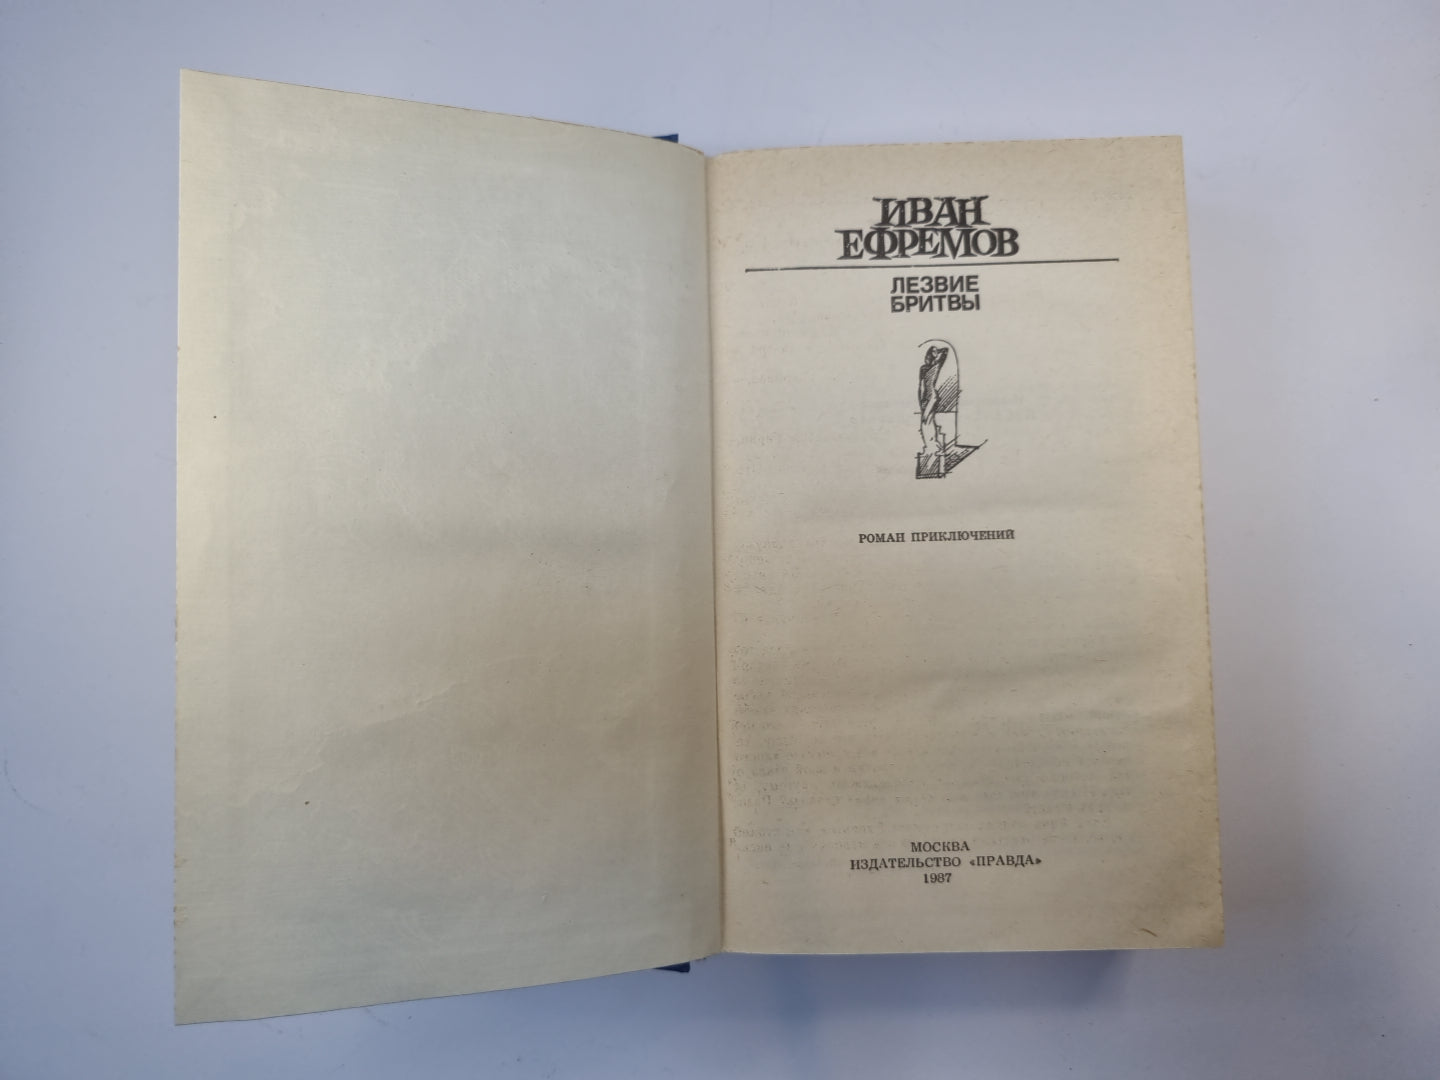 ИВАН
ЕФРЕМОВ
ЛЕЗВИЕ
БРИТВЫ
РОМАН ПРИКЛЮЧЕНИЙ
МОСКВА
ИЗДАТЕЛЬСТВО «ПРАВДА»
1987